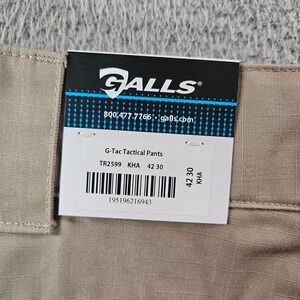 GALLS®
800.477.7766 • galls.com
G-Tac Tactical Pants
TR2599 KHA 42 30
195196216943
42 30
KHA